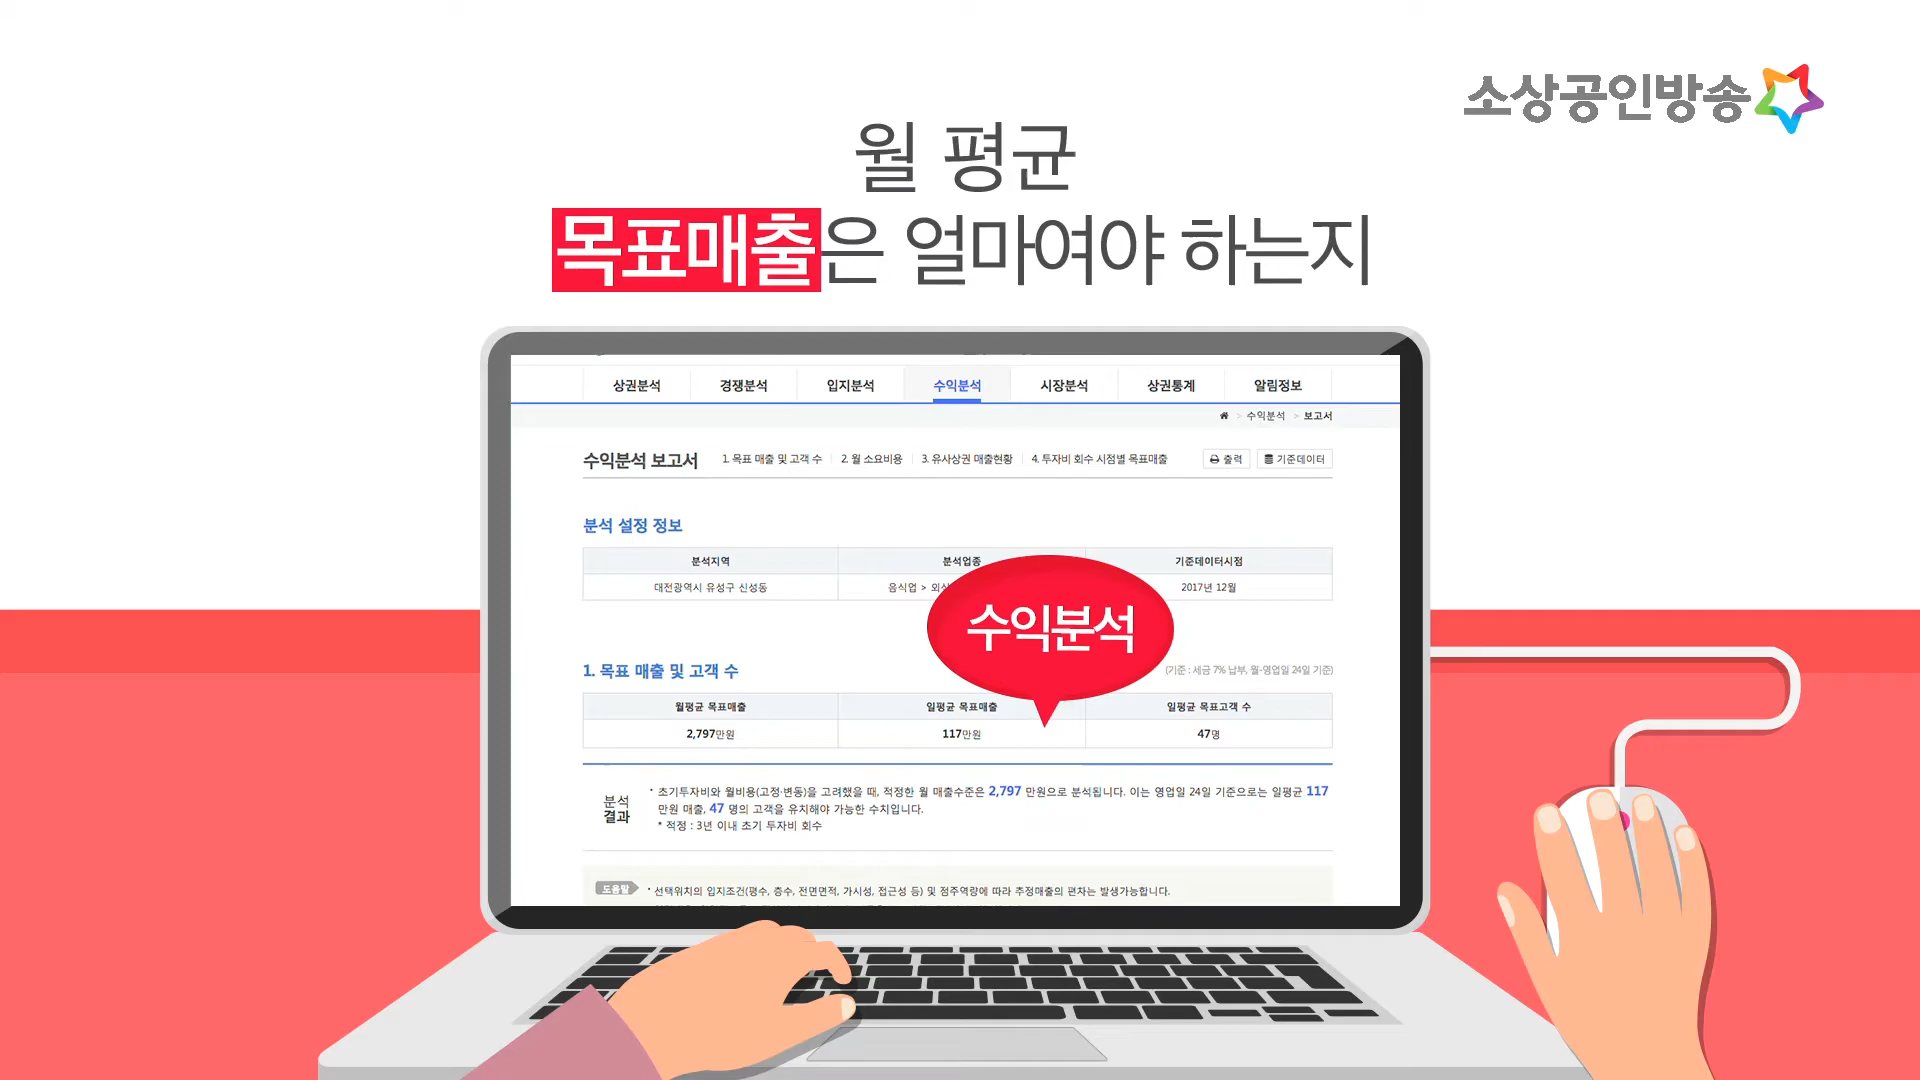 소상공인방송
월 평균
목표매출은 얼마여야 하는지
상권분석 경쟁분석 입지분석 수익분석 시장분석 상권통계 알림정보
> 수익분석 > 보고서
수익분석 보고서 1. 목표 매출 및 고객 수 2. 월 소요비용 3. 유사상권 매출현황 4. 투자비 회수 시점별 목표매출 출력 기준데이터
분석 설정 정보
분석지역 분석업종 기준데이터시점
대전광역시 유성구 신성동 음식업 > 2017년 12월
수익분석
1. 목표 매출 및 고객 수 (기준 : 세금 7% 납부, 월-영업일 24일 기준)
월평균 목표매출 일평균 목표매출 일평균 목표고객 수
2,797만원 117만원 47명
분석 결과
· 초기투자비와 월비용(고정·변동)을 고려했을 때, 적정한 월 매출수준은 2,797 만원으로 분석됩니다. 이는 영업일 24일 기준으로는 일평균 117
만원 매출, 47 명의 고객을 유치해야 가능한 수치입니다.
* 적정 : 3년 이내 초기 투자비 회수
도움말 · 선택위치의 입지조건(평수, 층수, 전면면적, 가시성, 접근성 등) 및 점주역량에 따라 추정매출의 편차는 발생가능합니다.